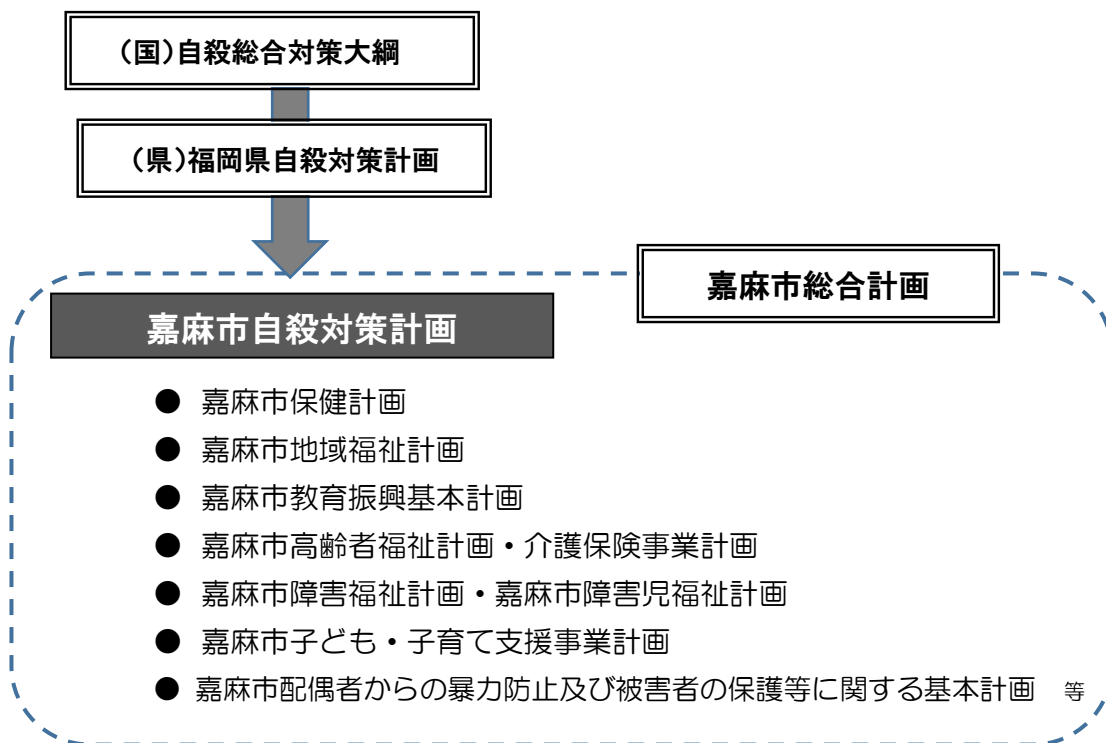 （国）自殺総合対策大綱
（県）福岡県自殺対策計画
嘉麻市総合計画
嘉麻市自殺対策計画
● 嘉麻市保健計画
● 嘉麻市地域福祉計画
● 嘉麻市教育振興基本計画
● 嘉麻市高齢者福祉計画・介護保険事業計画
● 嘉麻市障害福祉計画・嘉麻市障害児福祉計画
● 嘉麻市子ども・子育て支援事業計画
● 嘉麻市配偶者からの暴力防止及び被害者の保護等に関する基本計画　等